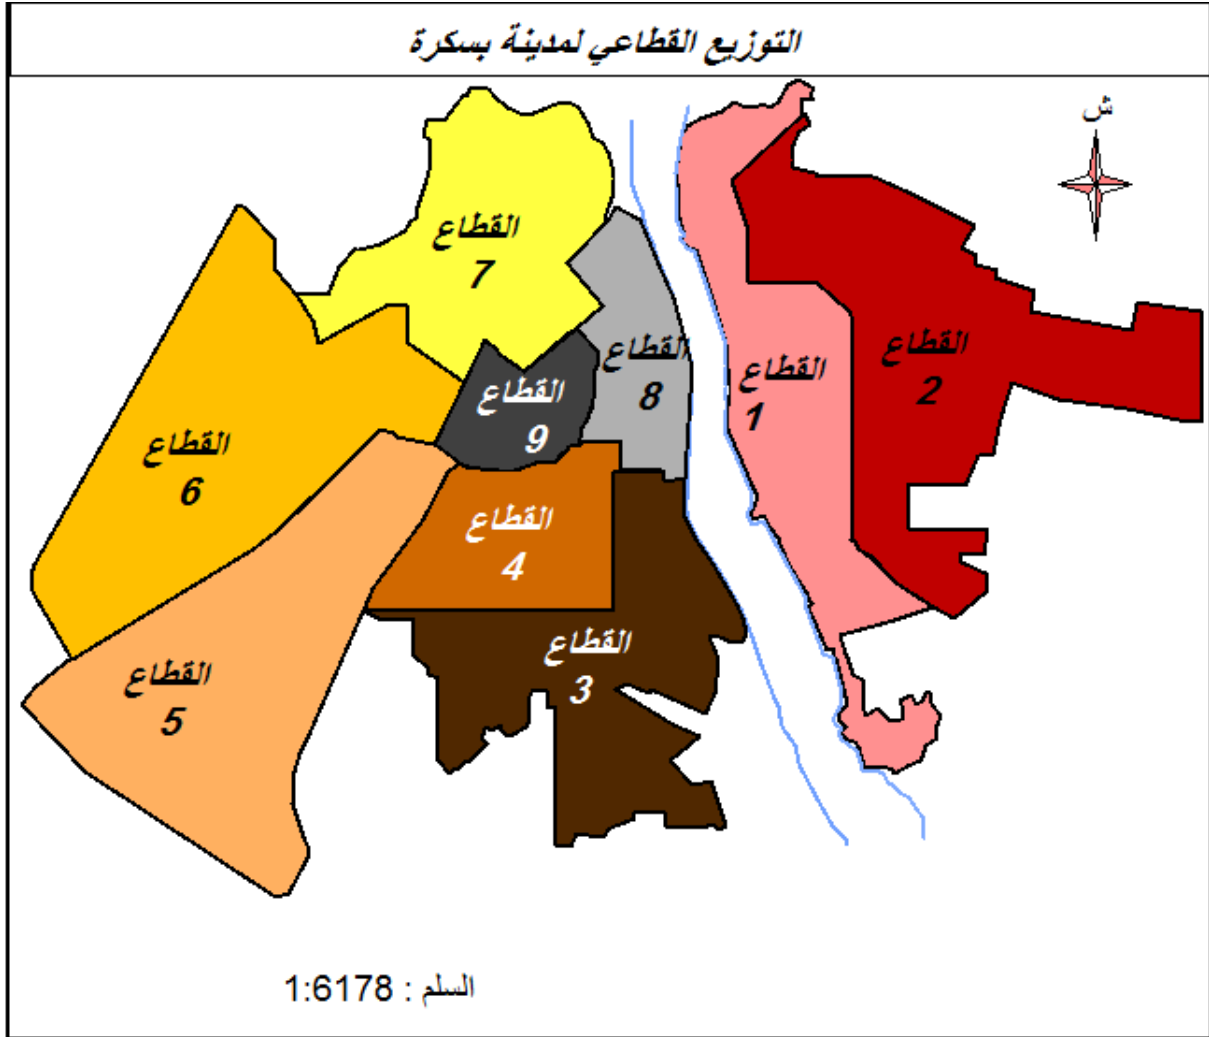 التوزيع القطاعي لمدينة بسكرة
ش
القطاع
7
القطاع
8
القطاع
1
القطاع
2
القطاع
9
القطاع
6
القطاع
4
القطاع
3
القطاع
5
السلم : 1:6178